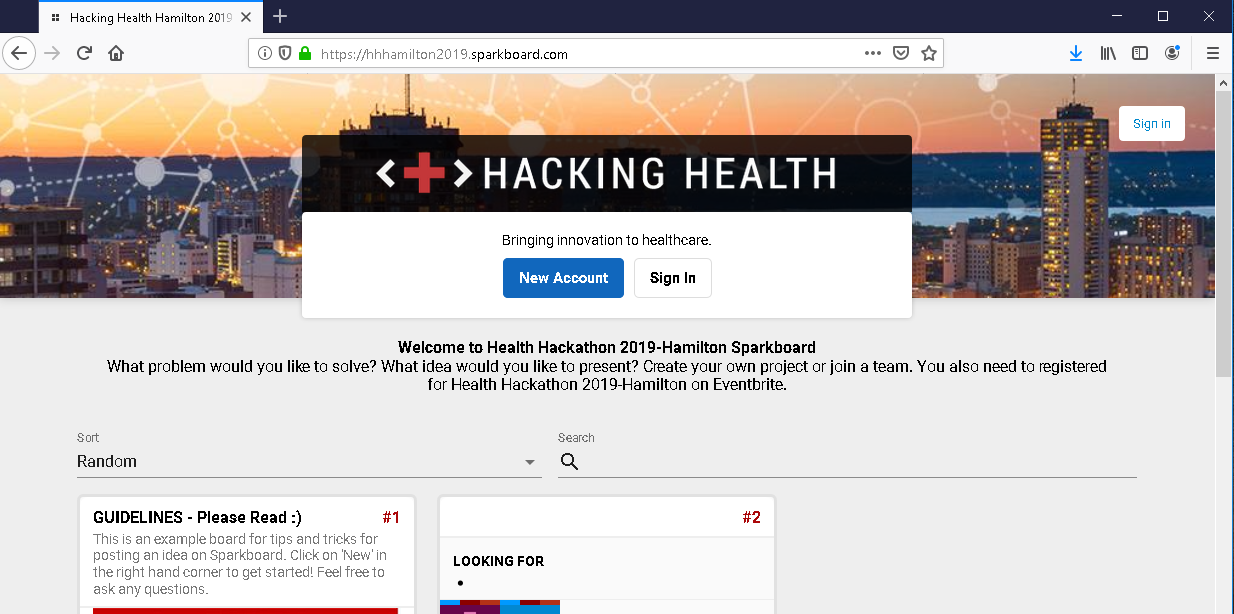 Hacking Health Hamilton 2019
https://hhhamilton2019.sparkboard.com
Sign in
HACKING HEALTH
Bringing innovation to healthcare.
New Account
Sign In
Welcome to Health Hackathon 2019-Hamilton Sparkboard
What problem would you like to solve? What idea would you like to present? Create your own project or join a team. You also need to registered
for Health Hackathon 2019-Hamilton on Eventbrite.
Sort
Random
Search
GUIDELINES - Please Read :)
#1
This is an example board for tips and tricks for
posting an idea on Sparkboard. Click on 'New' in
the right hand corner to get started! Feel free to
ask any questions.
#2
LOOKING FOR
•